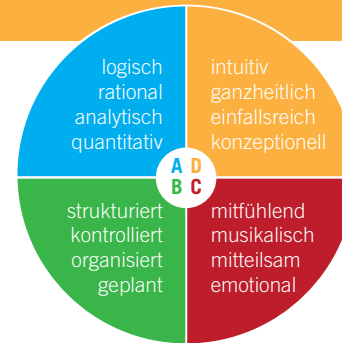 logisch
rational
analytisch
quantitativ
intuitiv
ganzheitlich
einfallsreich
konzeptionell
A D
B C
strukturiert
kontrolliert
organisiert
geplant
mitfühlend
musikalisch
mitteilsam
emotional